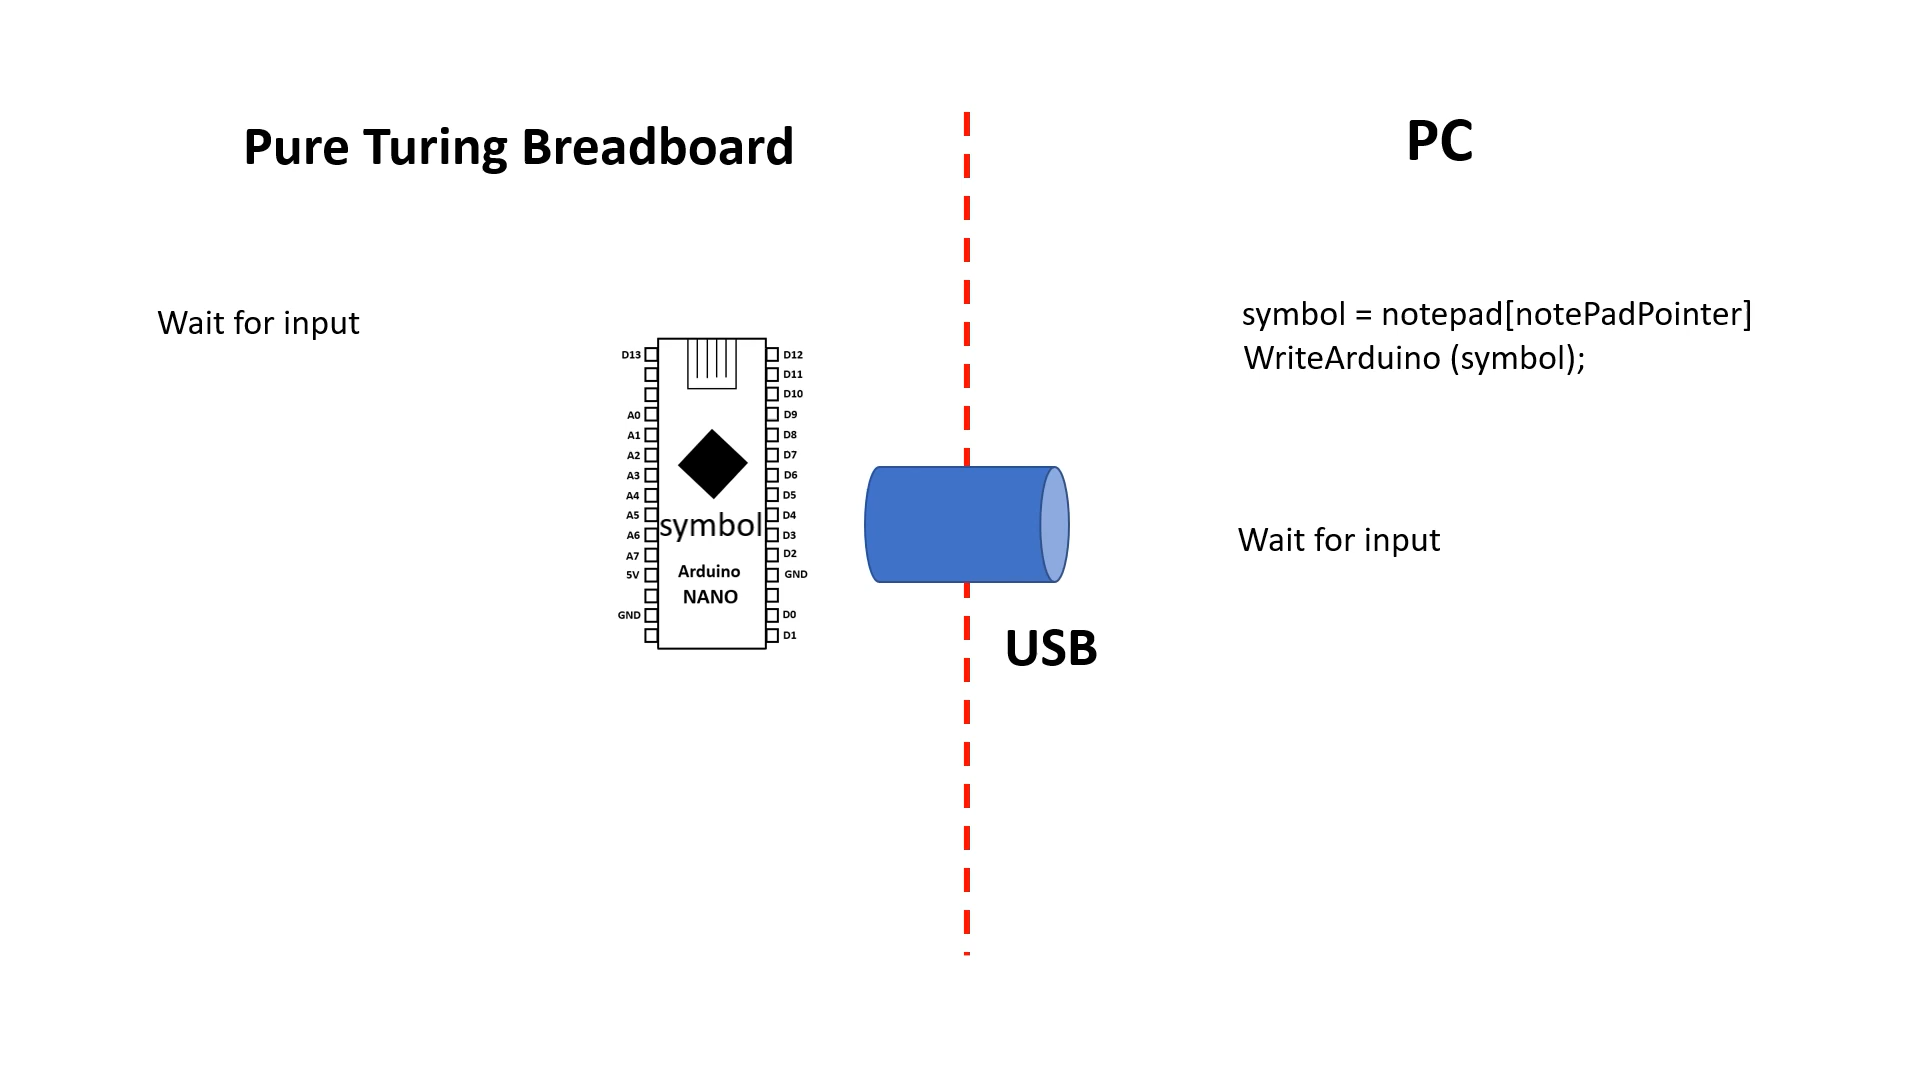 Pure Turing Breadboard
PC
Wait for input
symbol = notepad[notePadPointer]
WriteArduino (symbol);
D13
D12
D11
D10
A0
D9
A1
D8
A2
D7
A3
D6
A4
D5
A5
D4
symbol
A6
D3
A7
D2
5V
Arduino
GND
NANO
GND
D0
D1
Wait for input
USB